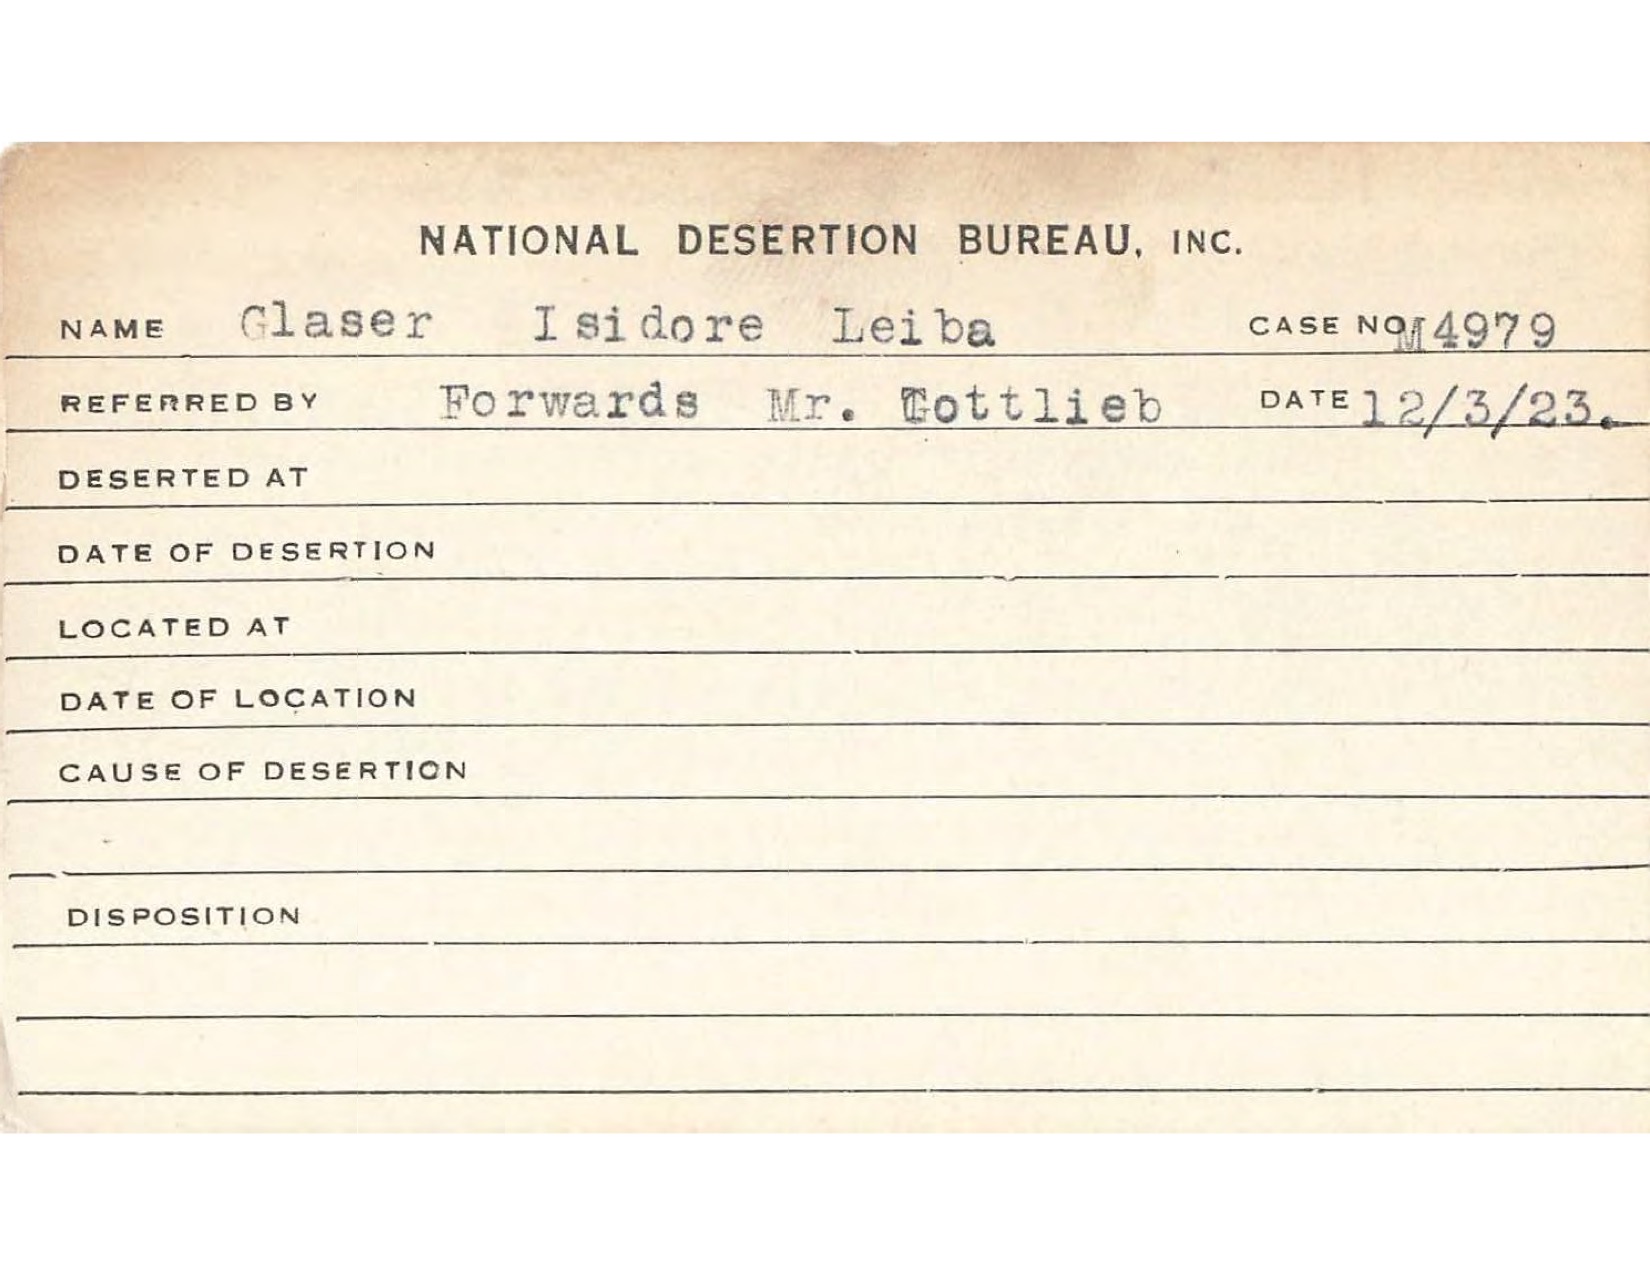 NATIONAL DESERTION BUREAU, INC.
NAME Glaser Isidore Leiba CASE NO. M4979
REFERRED BY Forwards Mr. Gottlieb DATE 12/3/23.
DESERTED AT
DATE OF DESERTION
LOCATED AT
DATE OF LOCATION
CAUSE OF DESERTION
DISPOSITION